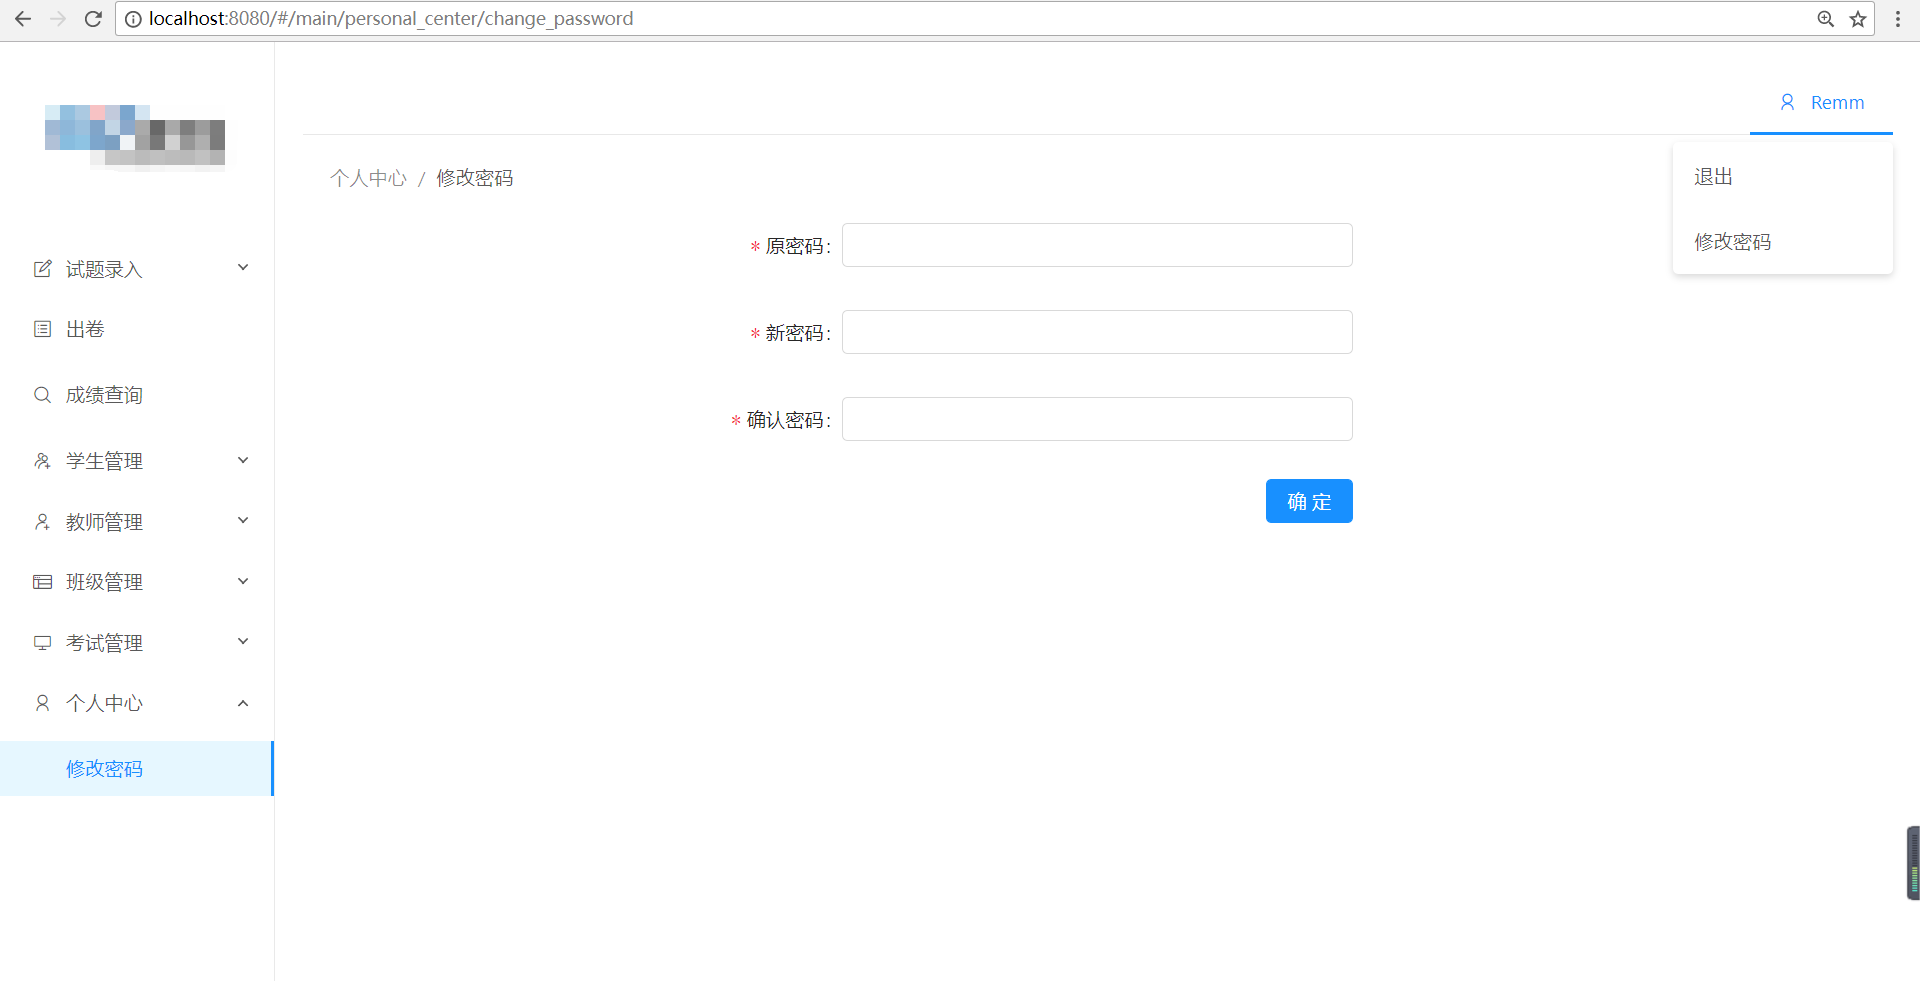 localhost:8080/#/main/personal_center/change_password
Remm
退出
修改密码
个人中心 / 修改密码
* 原密码:
* 新密码:
* 确认密码:
确 定
试题录入
出卷
成绩查询
学生管理
教师管理
班级管理
考试管理
个人中心
修改密码